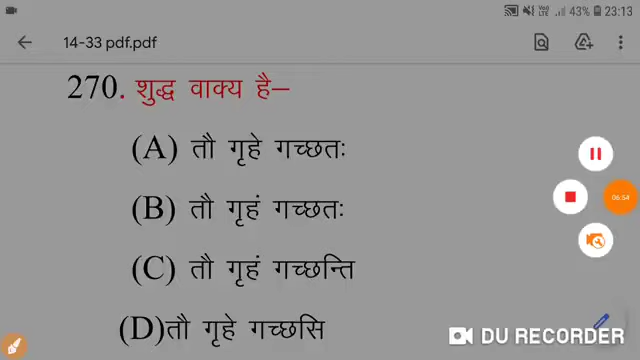 23:13
43%
14-33 pdf.pdf
270. शुद्ध वाक्य है–
(A) तौ गृहे गच्छतः
(B) तौ गृहं गच्छतः
(C) तौ गृहं गच्छन्ति
(D)तौ गृहे गच्छसि
06:54
DU RECORDER